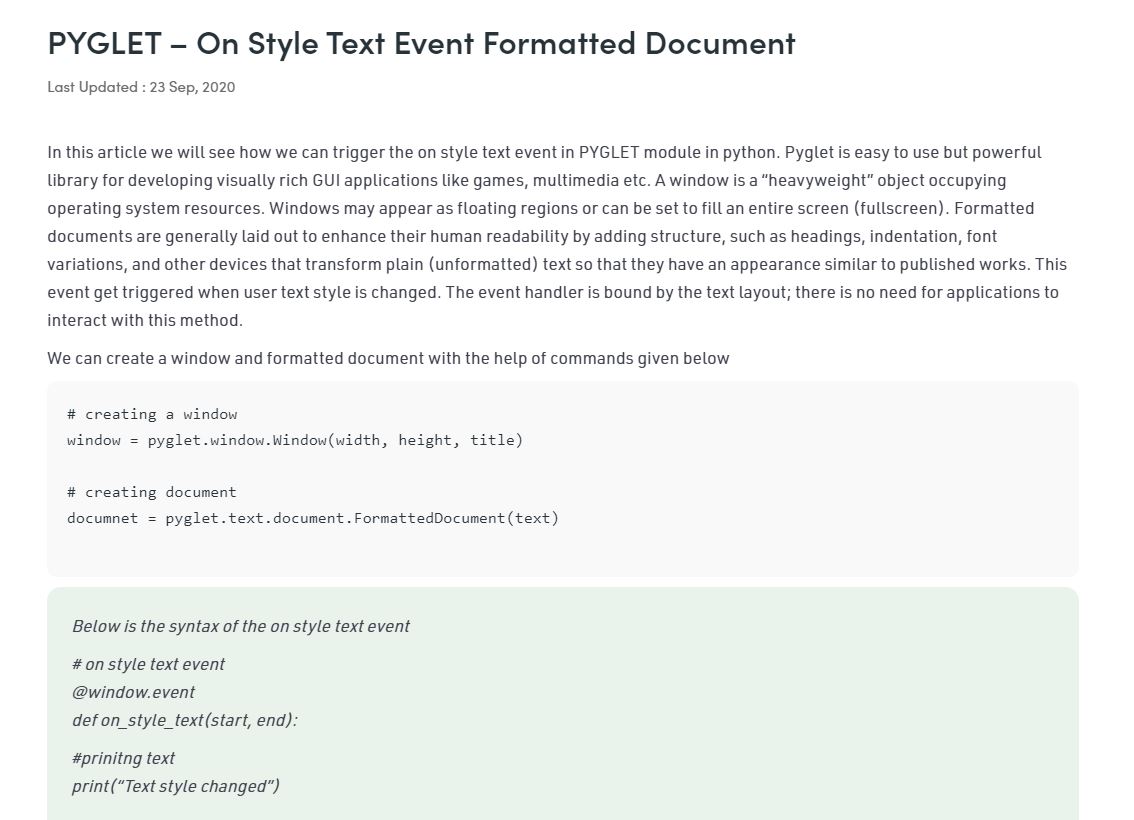 PYGLET – On Style Text Event Formatted Document
Last Updated : 23 Sep, 2020
In this article we will see how we can trigger the on style text event in PYGLET module in python. Pyglet is easy to use but powerful
library for developing visually rich GUI applications like games, multimedia etc. A window is a “heavyweight” object occupying
operating system resources. Windows may appear as floating regions or can be set to fill an entire screen (fullscreen). Formatted
documents are generally laid out to enhance their human readability by adding structure, such as headings, indentation, font
variations, and other devices that transform plain (unformatted) text so that they have an appearance similar to published works. This
event get triggered when user text style is changed. The event handler is bound by the text layout; there is no need for applications to
interact with this method.
We can create a window and formatted document with the help of commands given below
# creating a window
window = pyglet.window.Window(width, height, title)
# creating document
documnet = pyglet.text.document.FormattedDocument(text)
Below is the syntax of the on style text event
# on style text event
@window.event
def on_style_text(start, end):
#prinitng text
print(“Text style changed”)